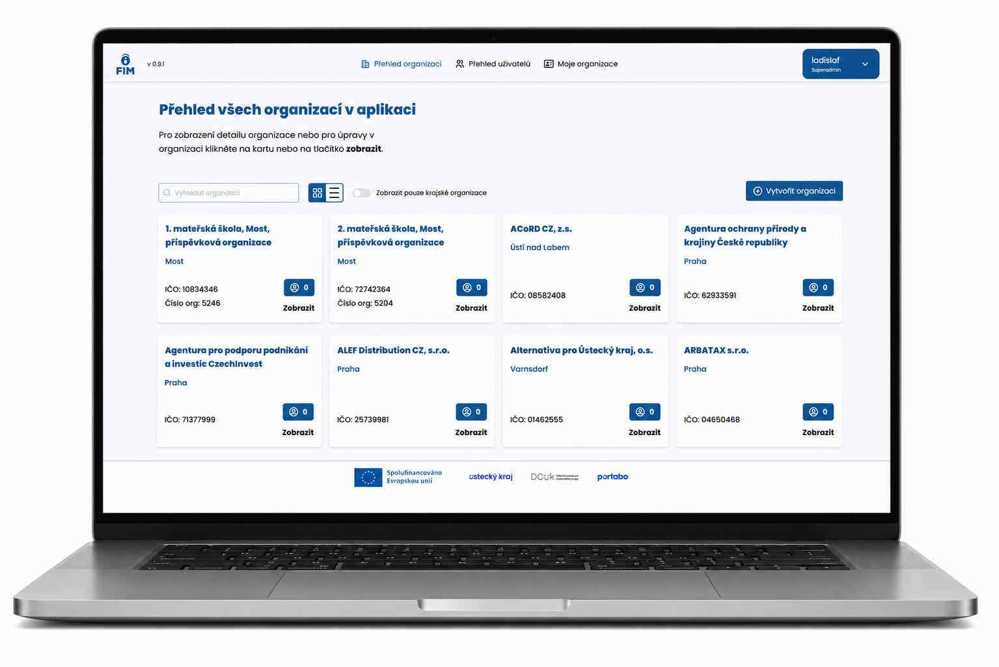 FIM
v 0.9.1
Přehled organizací
Přehled uživatelů
Moje organizace
ladislaf
Superadmin
Přehled všech organizací v aplikaci
Pro zobrazení detailu organizace nebo pro úpravy v
organizaci klikněte na kartu nebo na tlačítko zobrazit.
Vyhledat organizaci
Zobrazit pouze krajské organizace
Vytvořit organizaci
1. mateřská škola, Most,
příspěvková organizace
Most
IČO: 10834346
Číslo org: 5246
0
Zobrazit
2. mateřská škola, Most,
příspěvková organizace
Most
IČO: 72742364
Číslo org: 5204
0
Zobrazit
ACoRD CZ, z.s.
Ústí nad Labem
IČO: 08582408
0
Zobrazit
Agentura ochrany přírody a
krajiny České republiky
Praha
IČO: 62933591
0
Zobrazit
Agentura pro podporu podnikání
a investic CzechInvest
Praha
IČO: 71377999
0
Zobrazit
ALEF Distribution CZ, s.r.o.
Praha
IČO: 25739981
0
Zobrazit
Alternativa pro Ústecký kraj, o.s.
Varnsdorf
IČO: 01462555
0
Zobrazit
ARBATAX s.r.o.
Praha
IČO: 04650468
0
Zobrazit
Spolufinancováno
Evropskou unií
ústecký kraj
DCÚk
portabo